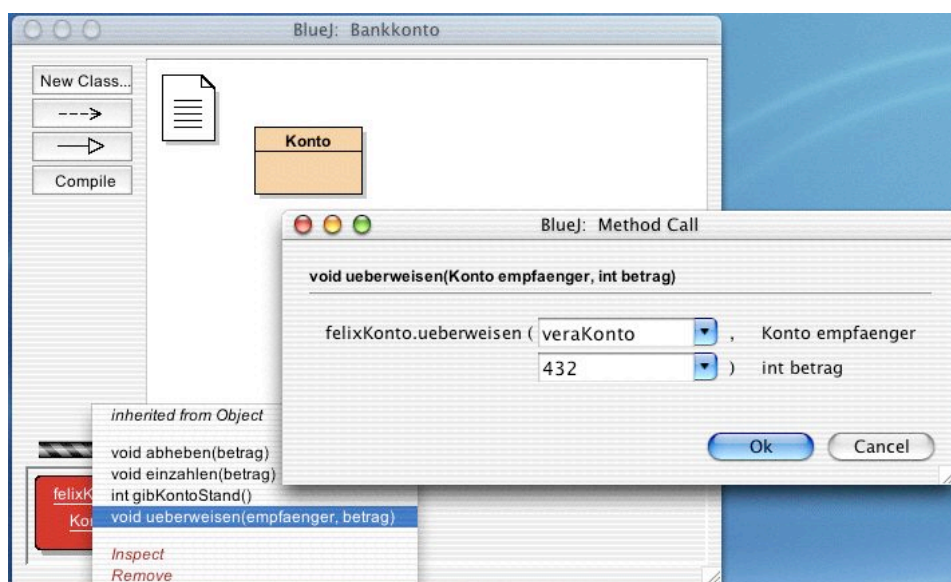 BlueJ: Bankkonto
New Class...
Compile
Konto
BlueJ: Method Call
void ueberweisen(Konto empfaenger, int betrag)
felixKonto.ueberweisen ( veraKonto , Konto empfaenger
432 ) int betrag
Ok Cancel
inherited from Object
void abheben(betrag)
void einzahlen(betrag)
int gibKontoStand()
void ueberweisen(empfaenger, betrag)
Inspect
Remove
felixK
Kon